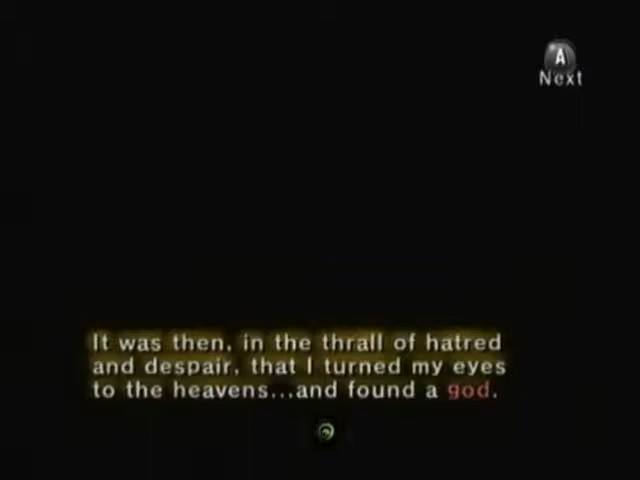 A
Next
It was then, in the thrall of hatred
and despair, that I turned my eyes
to the heavens...and found a god.